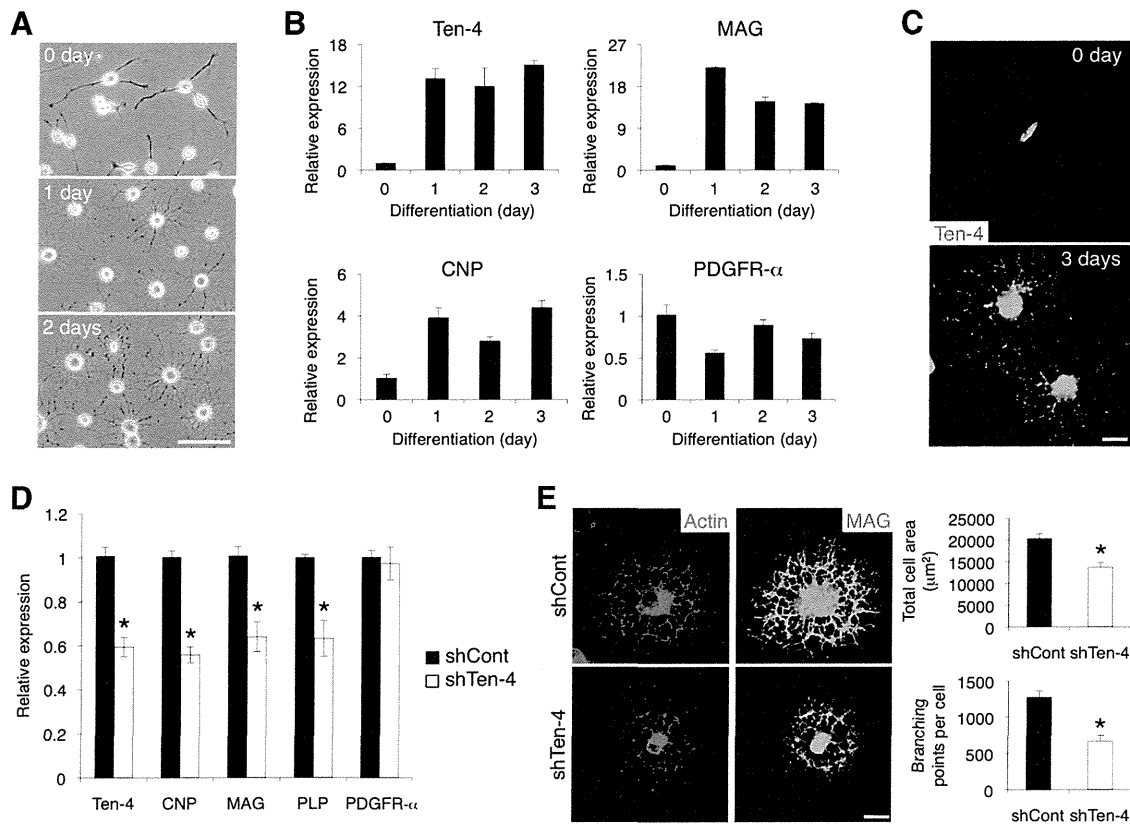 A
0 day
1 day
2 days
B
Ten-4
Relative expression
18
12
6
0
0 1 2 3
Differentiation (day)
MAG
Relative expression
27
18
9
0
0 1 2 3
Differentiation (day)
CNP
Relative expression
6
4
2
0
0 1 2 3
Differentiation (day)
PDGFR-α
Relative expression
1.5
1
0.5
0
0 1 2 3
Differentiation (day)
C
0 day
Ten-4
3 days
D
Relative expression
1.2
1
0.8
0.6
0.4
0.2
0
* * * *
Ten-4 CNP MAG PLP PDGFR-α
shCont
shTen-4
E
Actin MAG
shCont
shTen-4
Total cell area
(μm²)
25000
20000
15000
10000
5000
0
*
shCont shTen-4
Branching
points per cell
1500
1000
500
0
*
shCont shTen-4